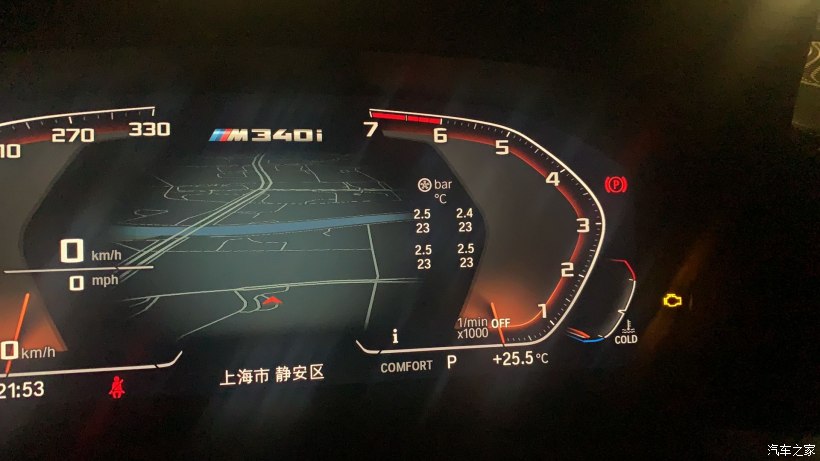 270
330
10
M340i
7
6
5
4
3
2
1
OFF
1/min
x1000
bar
°C
2.5 2.4
23 23
2.5 2.5
23 23
P
0 km/h
0 mph
0 km/h
i
COLD
21:53
上海市 静安区
COMFORT P +25.5°C
汽车之家